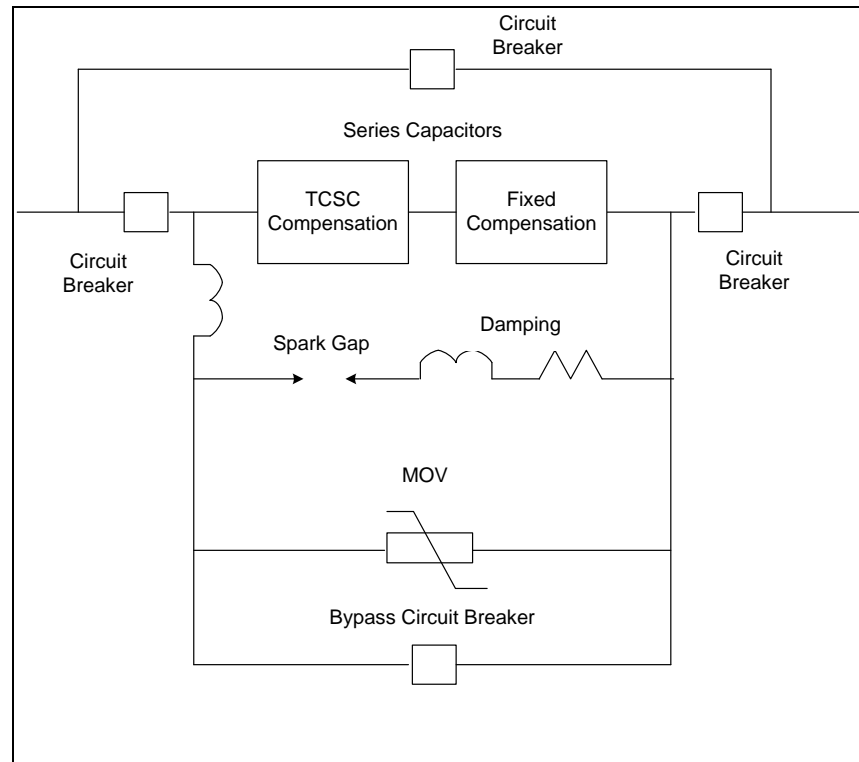 Circuit
Breaker
Series Capacitors
TCSC
Compensation
Fixed
Compensation
Circuit
Breaker
Circuit
Breaker
Damping
Spark Gap
MOV
Bypass Circuit Breaker